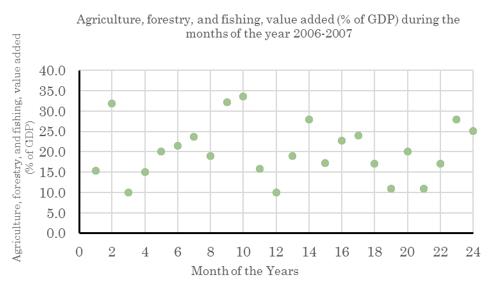 Agriculture, forestry, and fishing, value added (% of GDP) during the
months of the year 2006-2007
Agriculture, forestry, and fishing, value added
(% of GDP)
40.0
35.0
30.0
25.0
20.0
15.0
10.0
5.0
0.0
0 2 4 6 8 10 12 14 16 18 20 22 24
Month of the Years